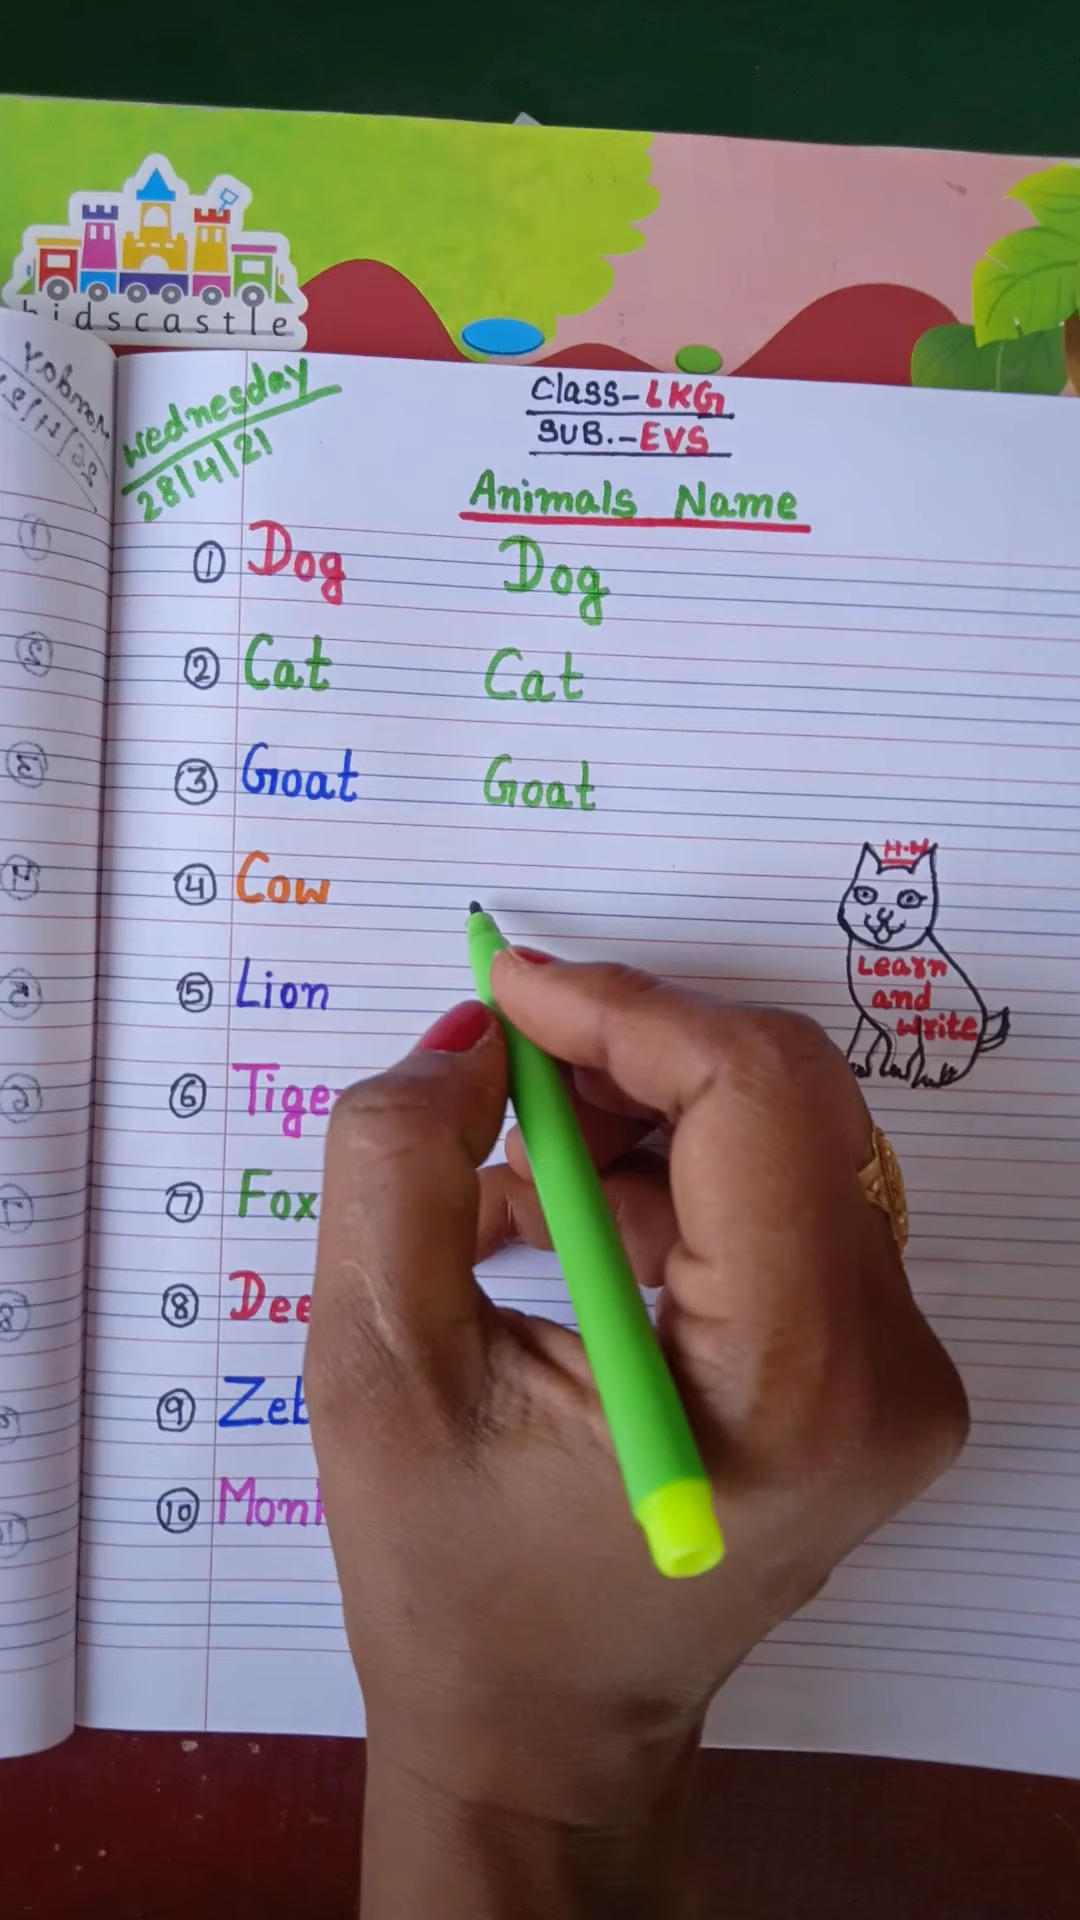 kidscastle
Wednesday
28/4/21
Class-LKG
SUB.-EVS
Animals Name
① Dog Dog
② Cat Cat
③ Goat Goat
④ Cow
⑤ Lion
⑥ Tige
⑦ Fox
⑧ Dee
⑨ Zeb
⑩ Monk
H.W
Learn
and
write